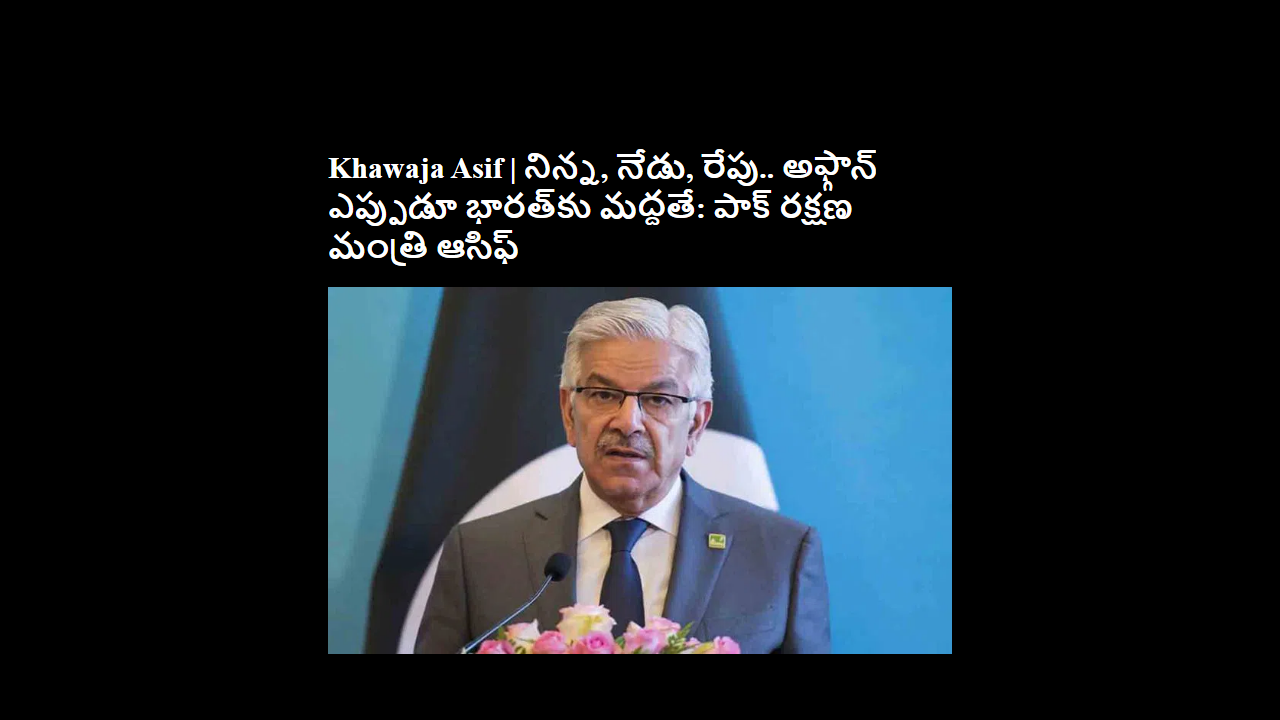 Khawaja Asif | నిన్న, నేడు, రేపు.. అఫ్గాన్
ఎప్పుడూ భారత్‌కు మద్దతే: పాక్ రక్షణ
మంత్రి ఆసిఫ్